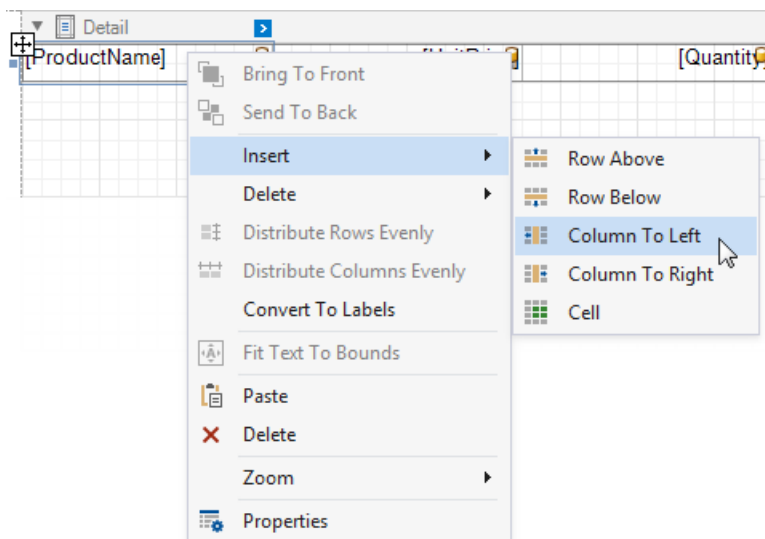 Detail
[ProductName] [Quantity
Bring To Front
Send To Back
Insert
Delete
Distribute Rows Evenly
Distribute Columns Evenly
Convert To Labels
Fit Text To Bounds
Paste
Delete
Zoom
Properties
Row Above
Row Below
Column To Left
Column To Right
Cell